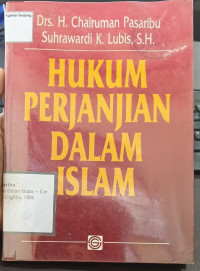 Drs. H. Chairuman Pasaribu
Suhrawardi K. Lubis, S.H.
HUKUM
PERJANJIAN
DALAM
ISLAM